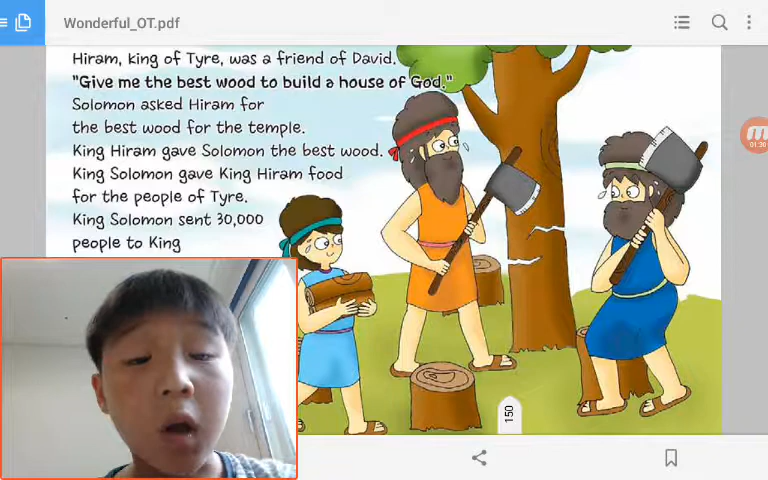 Wonderful_OT.pdf
Hiram, king of Tyre, was a friend of David.
"Give me the best wood to build a house of God."
Solomon asked Hiram for
the best wood for the temple.
King Hiram gave Solomon the best wood.
King Solomon gave King Hiram food
for the people of Tyre.
King Solomon sent 30,000
people to King
01:30
150